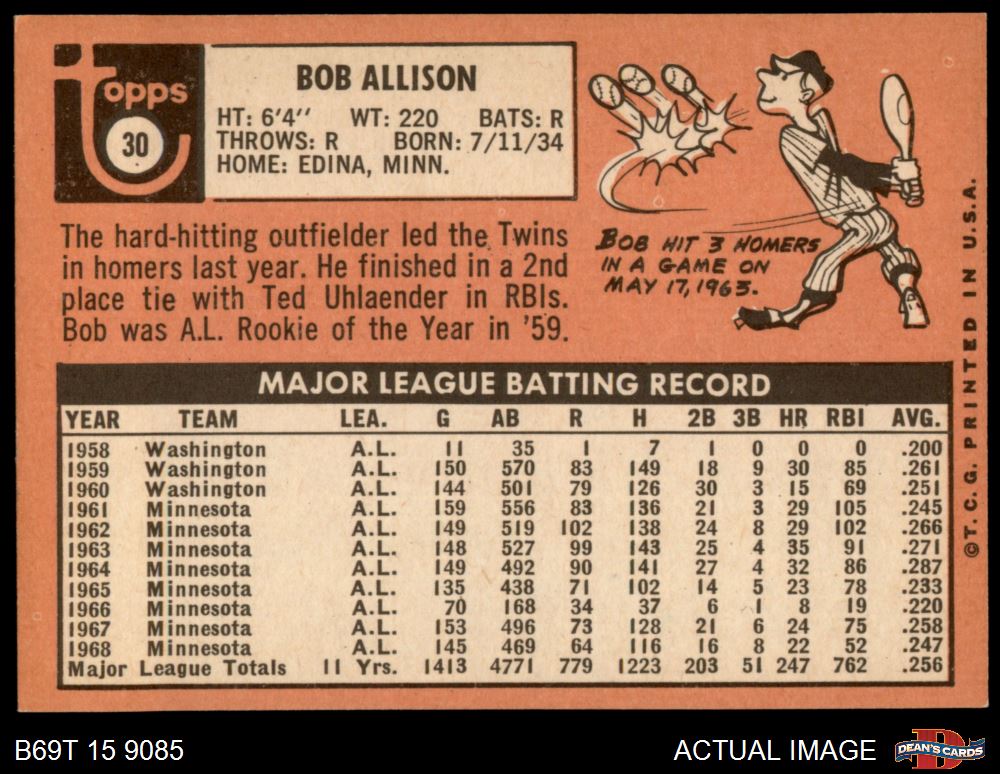 topps
30
BOB ALLISON
HT: 6'4" WT: 220 BATS: R
THROWS: R BORN: 7/11/34
HOME: EDINA, MINN.
The hard-hitting outfielder led the Twins
in homers last year. He finished in a 2nd
place tie with Ted Uhlaender in RBIs.
Bob was A.L. Rookie of the Year in '59.
BOB HIT 3 HOMERS
IN A GAME ON
MAY 17, 1963.
MAJOR LEAGUE BATTING RECORD
YEAR TEAM LEA. G AB R H 2B 3B HR RBI AVG.
1958 Washington A.L. 11 35 1 7 1 0 0 0 .200
1959 Washington A.L. 150 570 83 149 18 9 30 85 .261
1960 Washington A.L. 144 501 79 126 30 3 15 69 .251
1961 Minnesota A.L. 159 556 83 136 21 3 29 105 .245
1962 Minnesota A.L. 149 519 102 138 24 8 29 102 .266
1963 Minnesota A.L. 148 527 99 143 25 4 35 91 .271
1964 Minnesota A.L. 149 492 90 141 27 4 32 86 .287
1965 Minnesota A.L. 135 438 71 102 14 5 23 78 .233
1966 Minnesota A.L. 70 168 34 37 6 1 8 19 .220
1967 Minnesota A.L. 153 496 73 128 21 6 24 75 .258
1968 Minnesota A.L. 145 469 64 116 16 8 22 52 .247
Major League Totals 11 Yrs. 1413 4771 779 1223 203 51 247 762 .256
© T. C. G. PRINTED IN U.S.A.
B69T 15 9085
ACTUAL IMAGE
DEAN'S CARDS